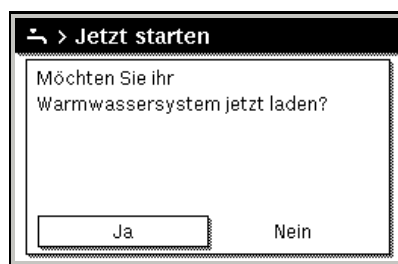 > Jetzt starten
Möchten Sie ihr
Warmwassersystem jetzt laden?
Ja Nein